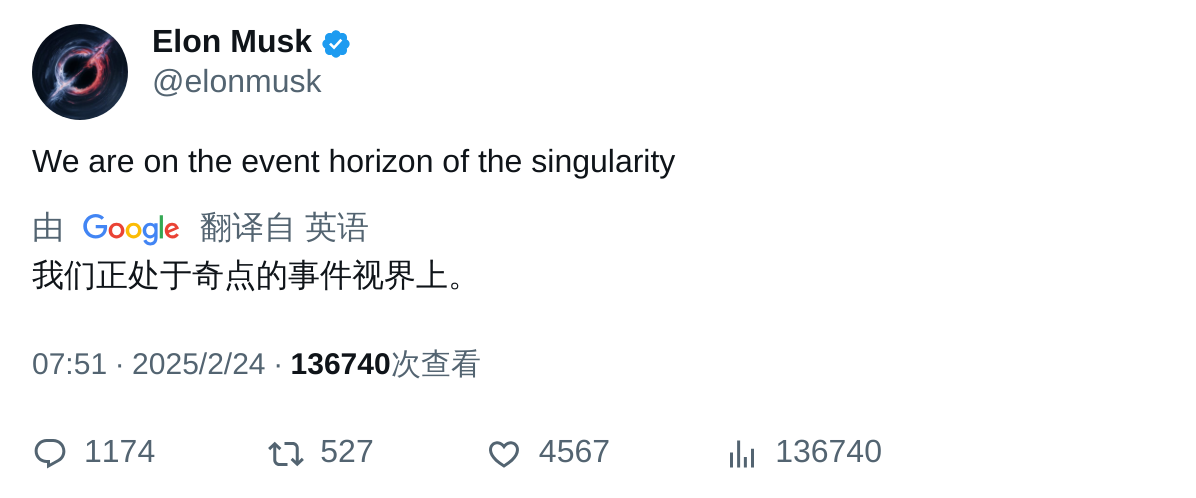 Elon Musk
@elonmusk
We are on the event horizon of the singularity
由 Google 翻译自 英语
我们正处于奇点的事件视界上。
07:51 · 2025/2/24 · 136740次查看
1174 527 4567 136740